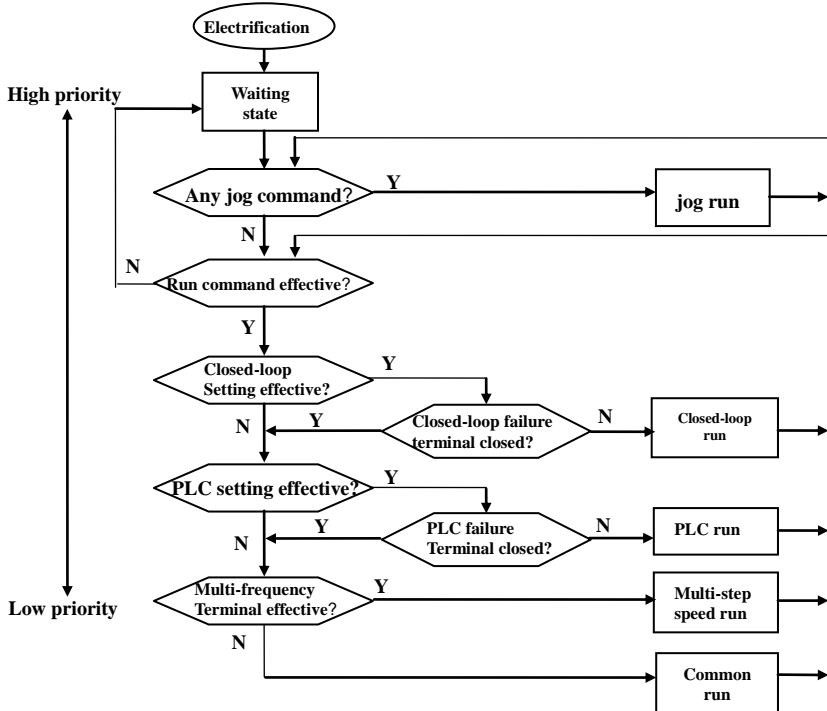 Electrification
High priority
Waiting
state
Any jog command?
Y
jog run
N
N
Run command effective?
Y
Closed-loop
Setting effective?
Y
N
Y
Closed-loop failure
terminal closed?
N
Closed-loop
run
PLC setting effective?
Y
N
Y
PLC failure
Terminal closed?
N
PLC run
Low priority
Multi-frequency
Terminal effective?
Y
Multi-step
speed run
N
Common
run